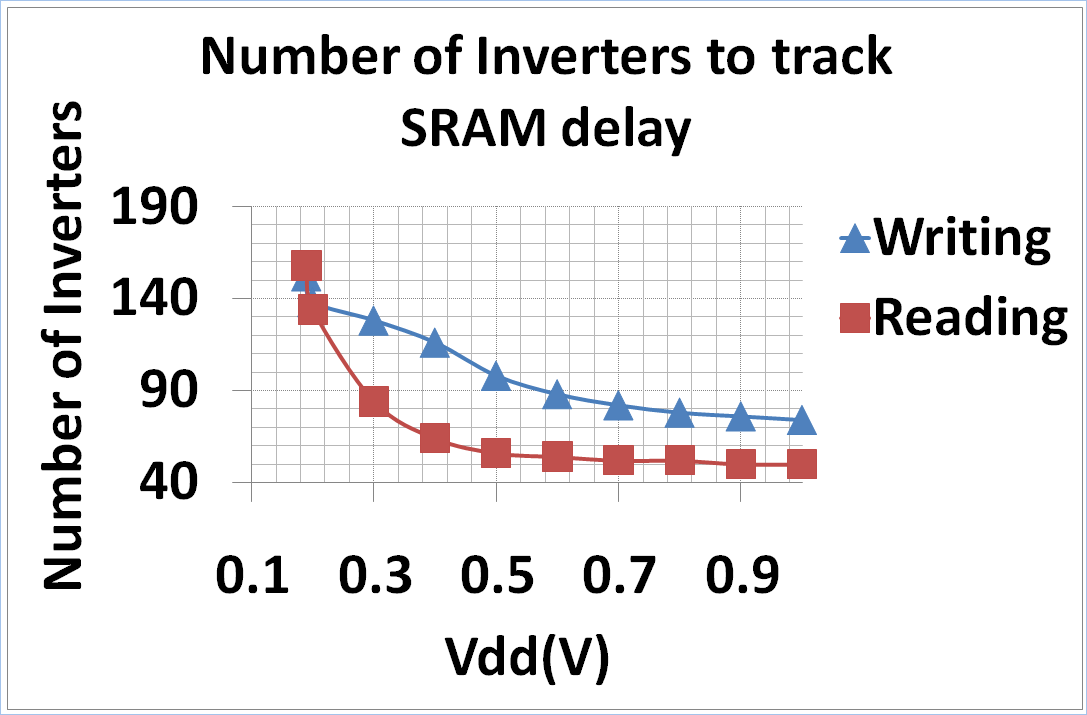 Number of Inverters to track
SRAM delay
Number of Inverters
190
140
90
40
0.1 0.3 0.5 0.7 0.9
Vdd(V)
Writing
Reading